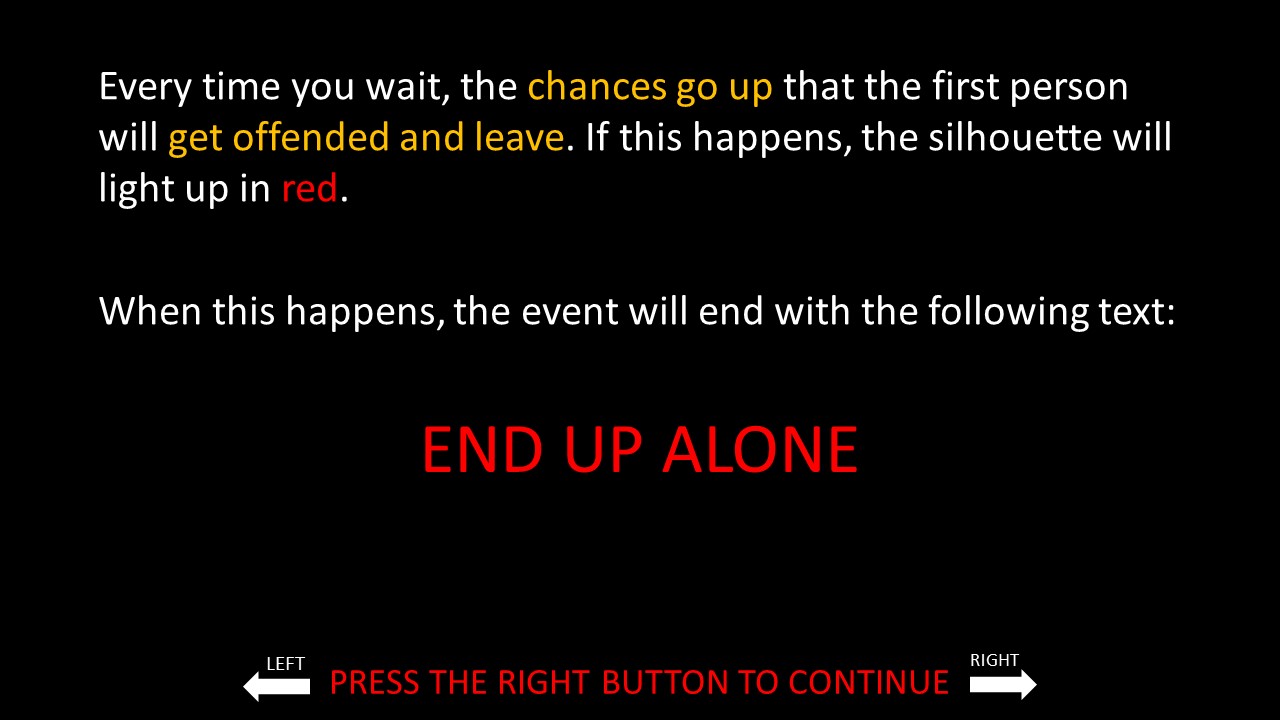 Every time you wait, the chances go up that the first person
will get offended and leave. If this happens, the silhouette will
light up in red.
When this happens, the event will end with the following text:
END UP ALONE
LEFT
PRESS THE RIGHT BUTTON TO CONTINUE
RIGHT